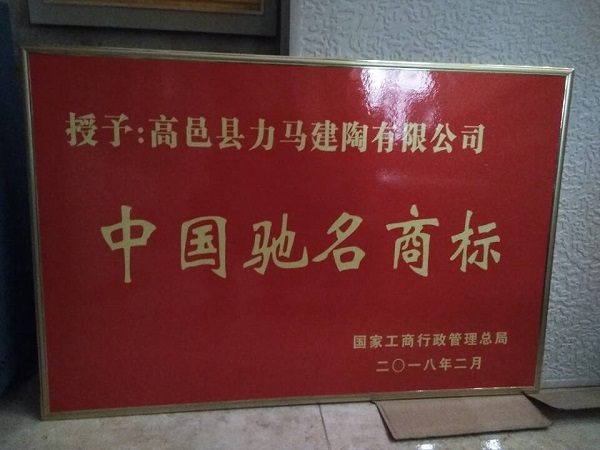 授予:高邑县力马建陶有限公司
中国驰名商标
国家工商行政管理总局
二〇一八年二月